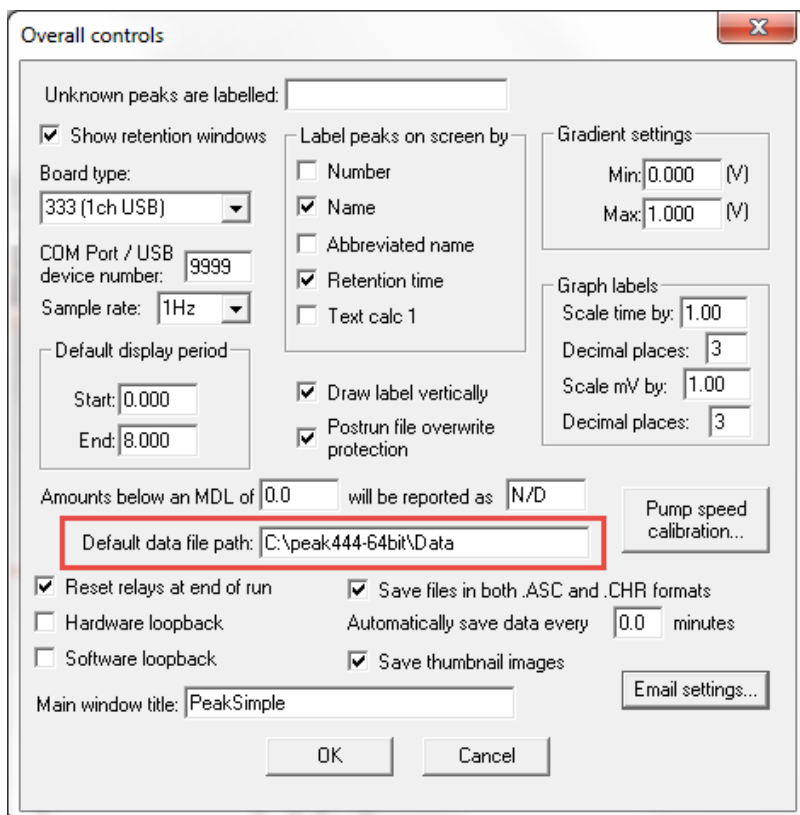 Overall controls
Unknown peaks are labelled:
Show retention windows
Board type:
333 (1ch USB)
COM Port / USB
device number: 9999
Sample rate: 1Hz
Default display period
Start: 0.000
End: 8.000
Label peaks on screen by
Number
Name
Abbreviated name
Retention time
Text calc 1
Draw label vertically
Postrun file overwrite
protection
Gradient settings
Min: 0.000 (V)
Max: 1.000 (V)
Graph labels
Scale time by: 1.00
Decimal places: 3
Scale mV by: 1.00
Decimal places: 3
Amounts below an MDL of 0.0 will be reported as N/D
Pump speed
calibration...
Default data file path: C:\peak444-64bit\Data
Reset relays at end of run
Save files in both .ASC and .CHR formats
Hardware loopback
Automatically save data every 0.0 minutes
Software loopback
Save thumbnail images
Email settings...
Main window title: PeakSimple
OK
Cancel